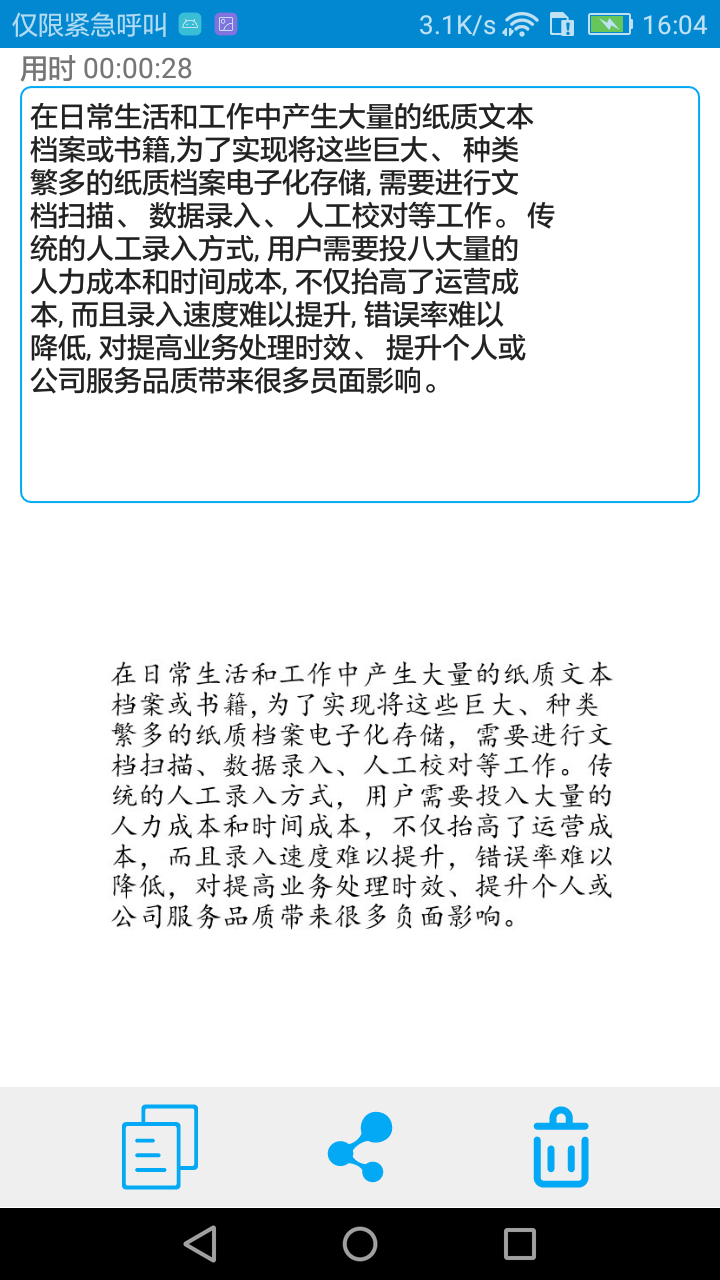 仅限紧急呼叫 3.1K/s 16:04
用时 00:00:28
在日常生活和工作中产生大量的纸质文本
档案或书籍,为了实现将这些巨大、 种类
繁多的纸质档案电子化存储, 需要进行文
档扫描、 数据录入、 人工校对等工作。 传
统的人工录入方式, 用户需要投八大量的
人力成本和时间成本, 不仅抬高了运营成
本, 而且录入速度难以提升, 错误率难以
降低, 对提高业务处理时效、 提升个人或
公司服务品质带来很多员面影响。
在日常生活和工作中产生大量的纸质文本
档案或书籍,为了实现将这些巨大、种类
繁多的纸质档案电子化存储，需要进行文
档扫描、数据录入、人工校对等工作。传
统的人工录入方式，用户需要投入大量的
人力成本和时间成本，不仅抬高了运营成
本，而且录入速度难以提升，错误率难以
降低，对提高业务处理时效、提升个人或
公司服务品质带来很多负面影响。